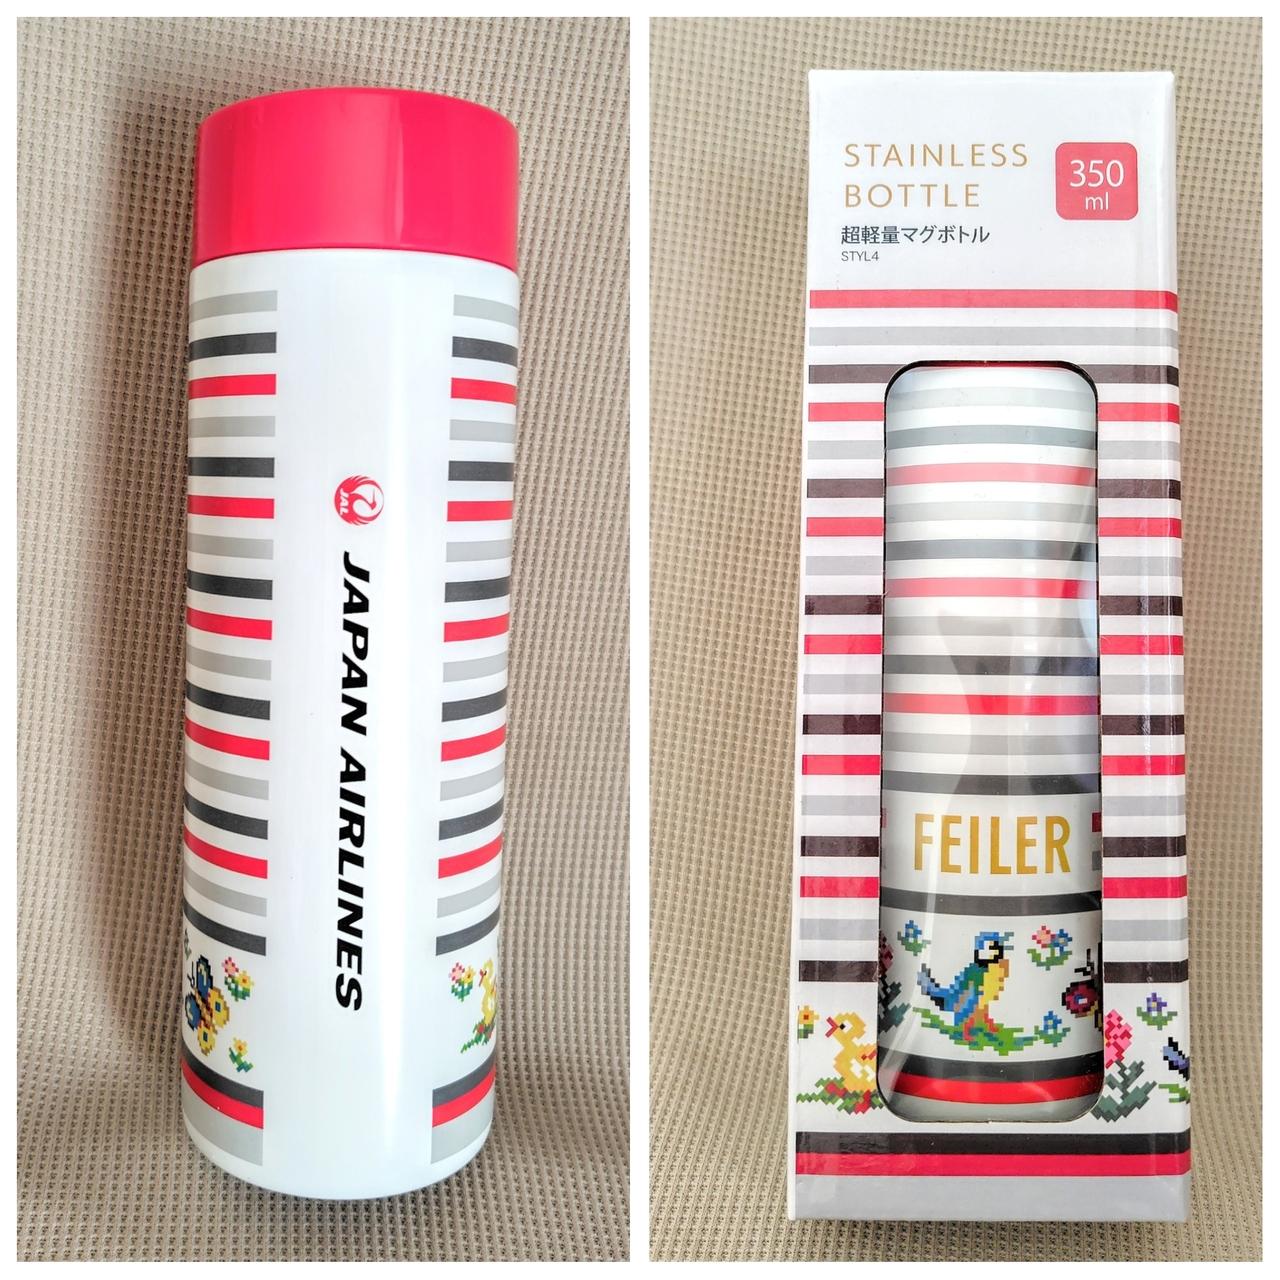 JAL
JAPAN AIRLINES
STAINLESS
BOTTLE
350
ml
超軽量マグボトル
STYL4
FEILER